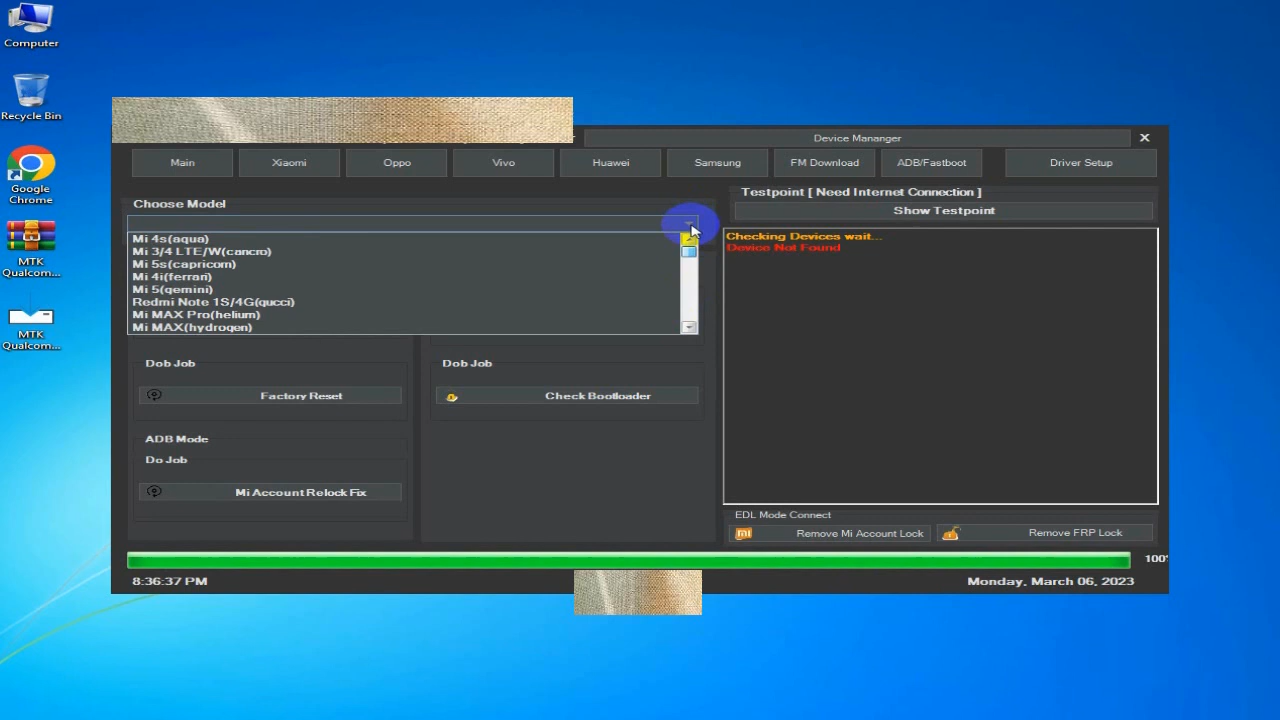 Computer
Recycle Bin
Google
Chrome
MTK
Qualcom...
MTK
Qualcom...
Device Mananger
Main
Xiaomi
Oppo
Vivo
Huawei
Samsung
FM Download
ADB/Fastboot
Driver Setup
Choose Model
Mi 4s(aqua)
Mi 3/4 LTE/W(cancro)
Mi 5s(capricom)
Mi 4i(ferrari)
Mi 5(gemini)
Redmi Note 1S/4G(gucci)
Mi MAX Pro(helium)
Mi MAX(hydrogen)
Dob Job
Factory Reset
ADB Mode
Do Job
Mi Account Relock Fix
Dob Job
Check Bootloader
Testpoint [ Need Internet Connection ]
Show Testpoint
Checking Devices wait...
Device Not Found
EDL Mode Connect
Remove Mi Account Lock
Remove FRP Lock
100%
8:36:37 PM
Monday, March 06, 2023